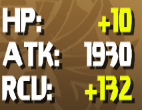 HP: +10
ATK: 1930
RCV: +132